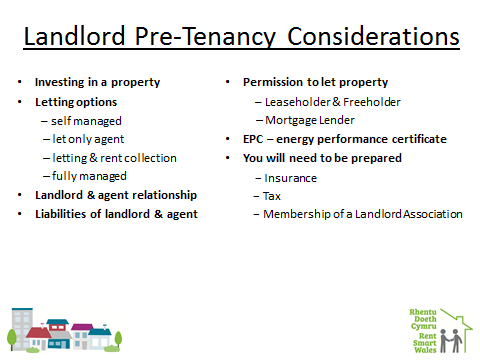 Landlord Pre-Tenancy Considerations
• Investing in a property
• Letting options
– self managed
– let only agent
– letting & rent collection
– fully managed
• Landlord & agent relationship
• Liabilities of landlord & agent
• Permission to let property
– Leaseholder & Freeholder
– Mortgage Lender
• EPC – energy performance certificate
• You will need to be prepared
– Insurance
– Tax
– Membership of a Landlord Association
Rhentu
Doeth
Cymru
Rent
Smart
Wales